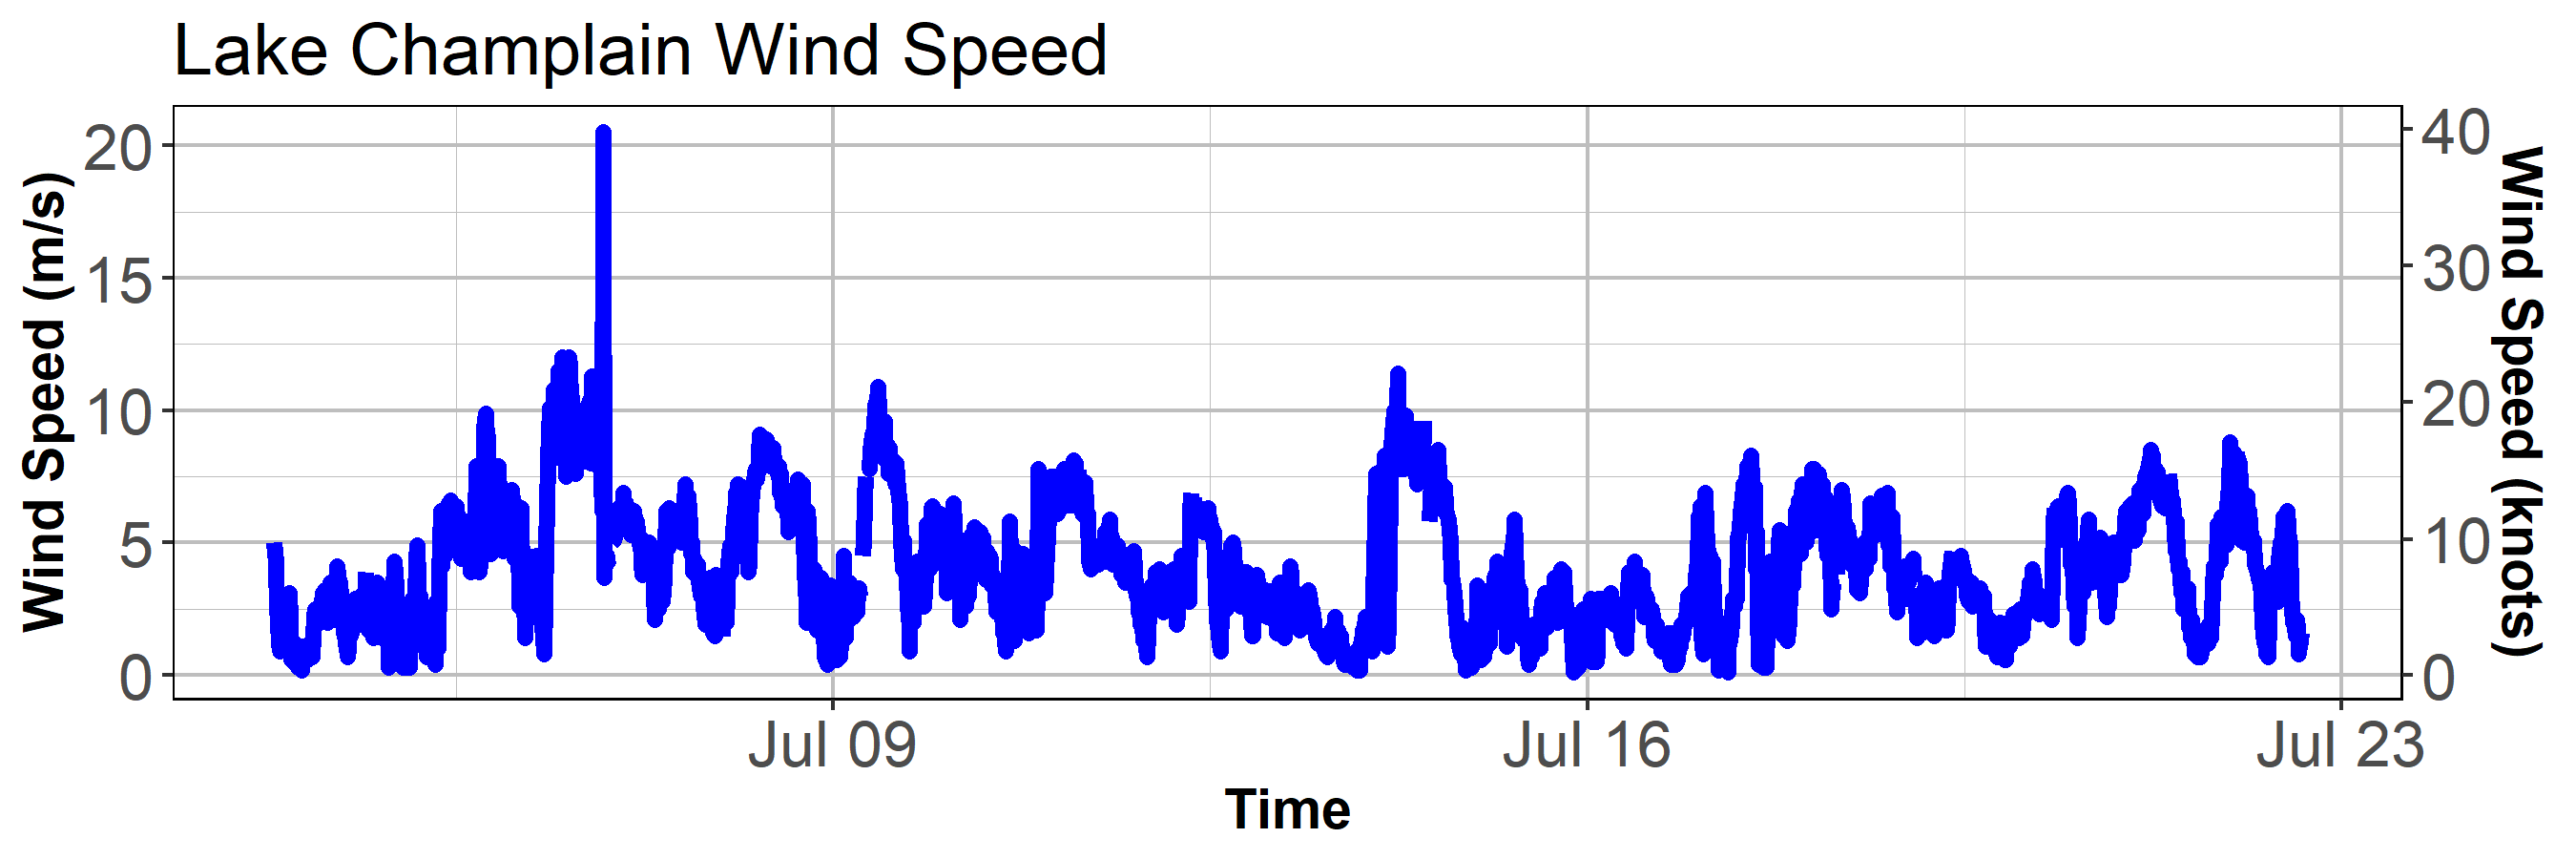 Lake Champlain Wind Speed
Wind Speed (m/s)
20
15
10
5
0
40
30
20
10
0
Wind Speed (knots)
Jul 09
Jul 16
Jul 23
Time